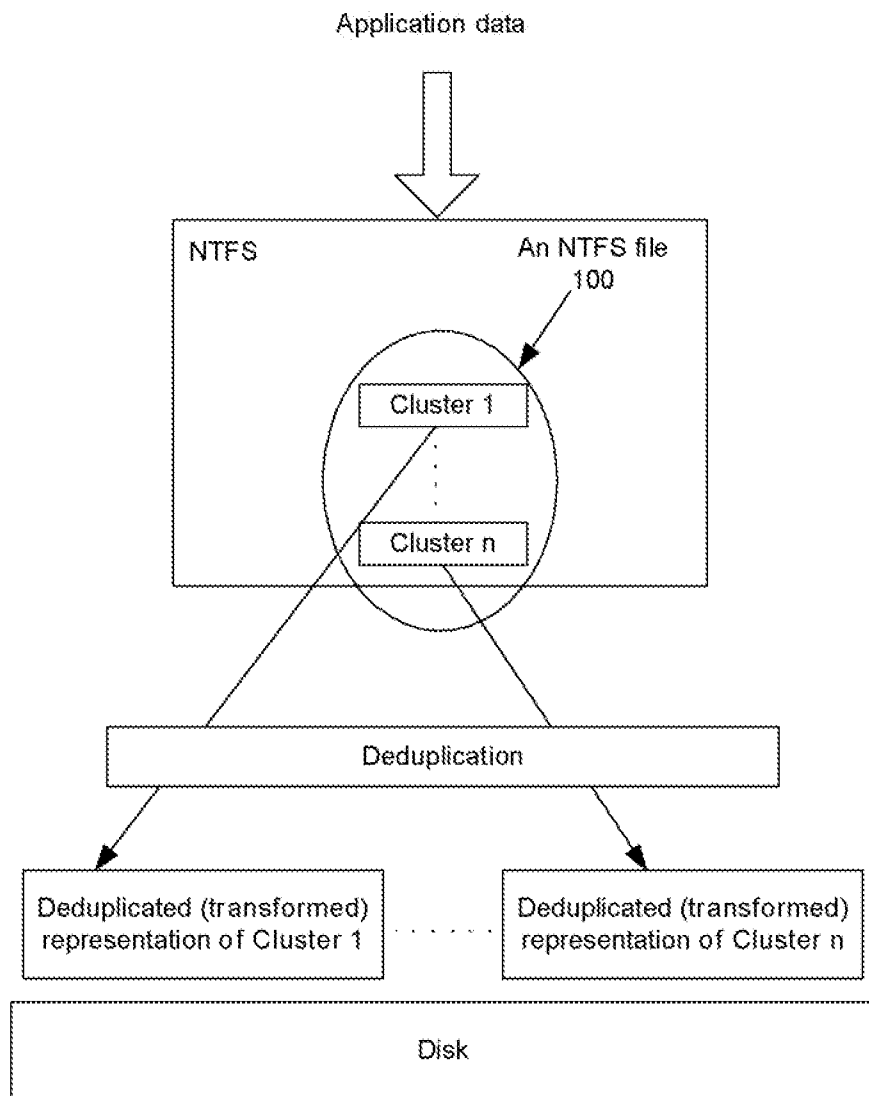 Application data
NTFS
An NTFS file
100
Cluster 1
Cluster n
Deduplication
Deduplicated (transformed)
representation of Cluster 1
Deduplicated (transformed)
representation of Cluster n
Disk